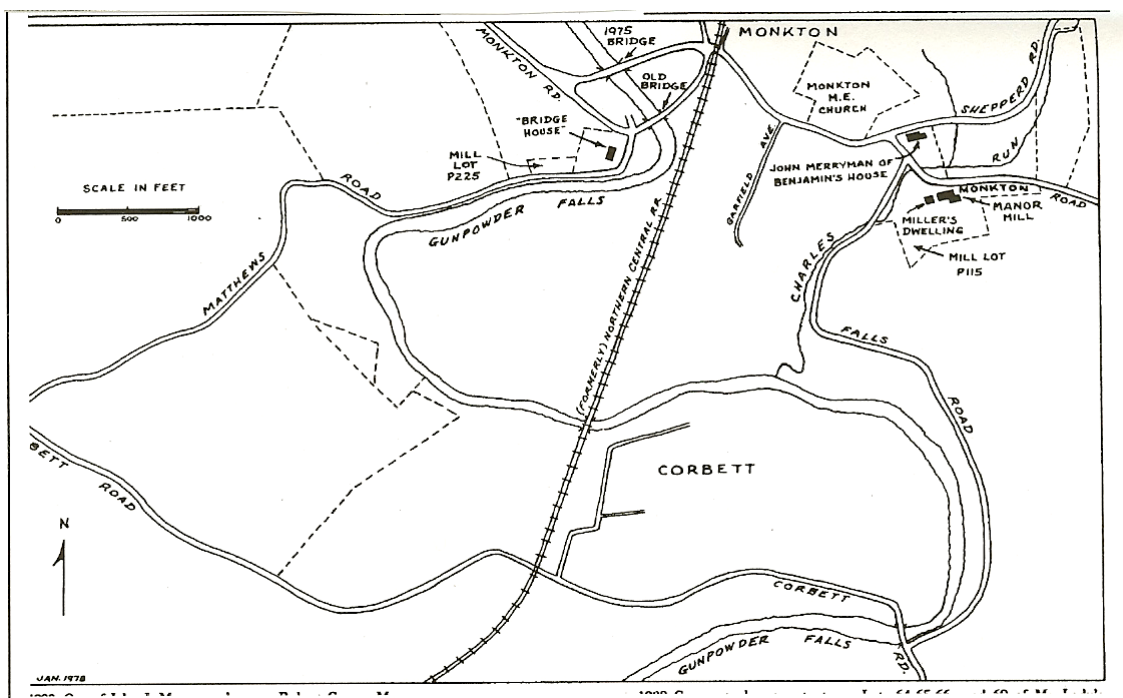 MONKTON
1975
BRIDGE
MONKTON RD.
OLD
BRIDGE
MONKTON
M.E.
CHURCH
SHEPPERD RD.
"BRIDGE
HOUSE"
MILL
LOT
P225
GARFIELD AVE
JOHN MERRYMAN OF
BENJAMIN'S HOUSE
RUN
SCALE IN FEET
0 500 1000
ROAD
GUNPOWDER FALLS
MONKTON ROAD
MANOR
MILL
MILLER'S
DWELLING
MILL LOT
P115
CHARLES
MATTHEWS
(FORMERLY) NORTHERN CENTRAL RR.
FALLS
ROAD
BETT
ROAD
CORBETT
N
CORBETT
RD.
GUNPOWDER FALLS
JAN. 1978